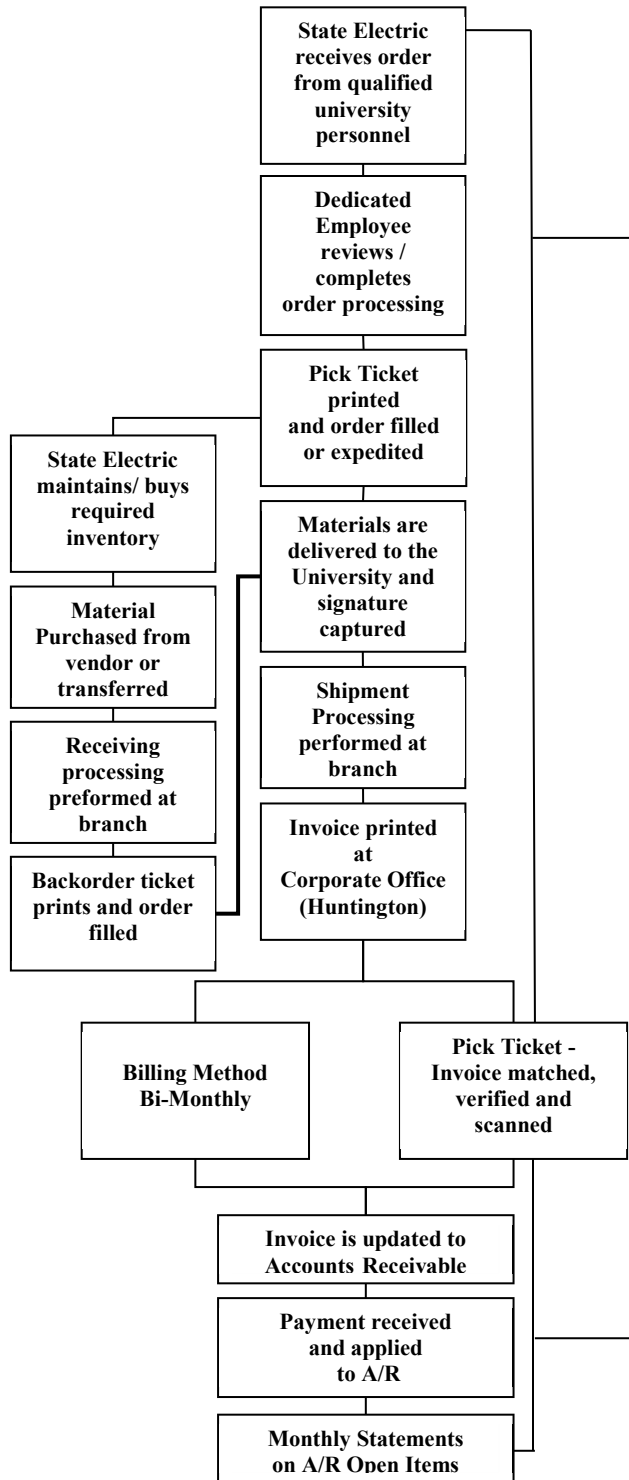 State Electric
receives order
from qualified
university
personnel
Dedicated
Employee
reviews /
completes
order processing
Pick Ticket
printed
and order filled
or expedited
State Electric
maintains/ buys
required
inventory
Material
Purchased from
vendor or
transferred
Receiving
processing
preformed at
branch
Backorder ticket
prints and order
filled
Materials are
delivered to the
University and
signature
captured
Shipment
Processing
performed at
branch
Invoice printed
at
Corporate Office
(Huntington)
Billing Method
Bi-Monthly
Pick Ticket -
Invoice matched,
verified and
scanned
Invoice is updated to
Accounts Receivable
Payment received
and applied
to A/R
Monthly Statements
on A/R Open Items